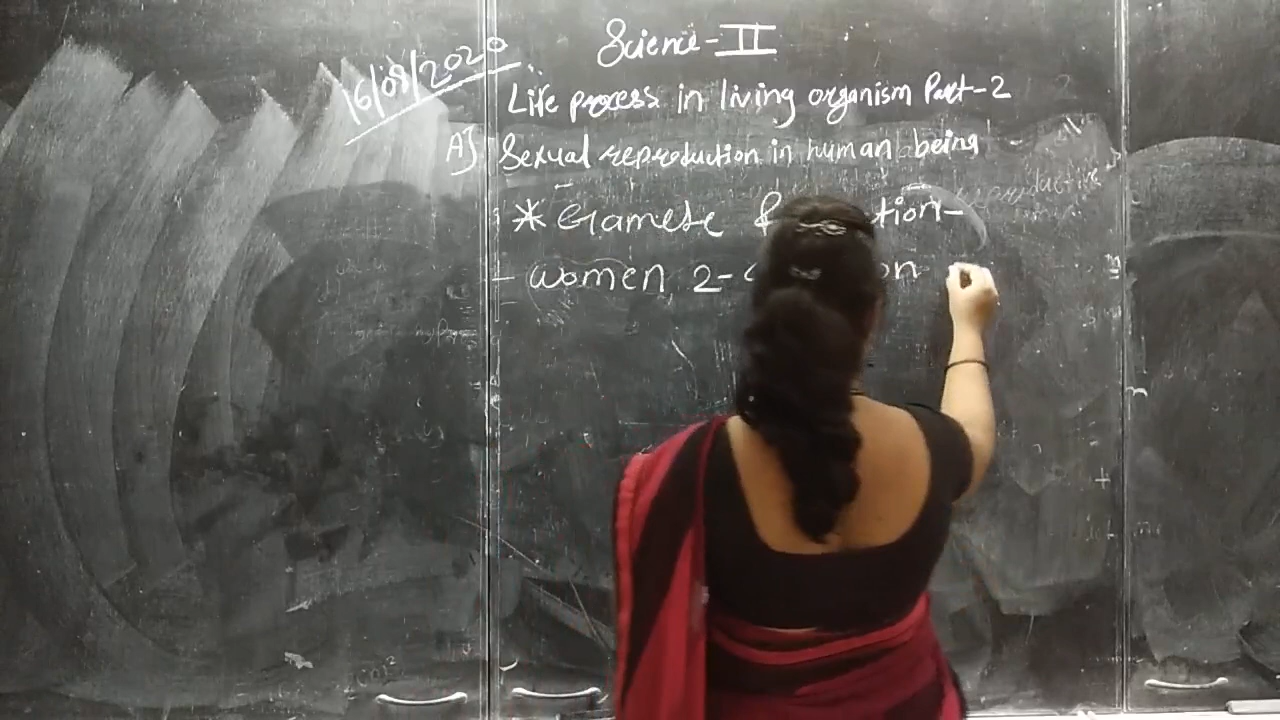 Science-II
16/09/2020
Life process in living organism Part-2
A] Sexual reproduction in human being
* Gamete
- women 2-